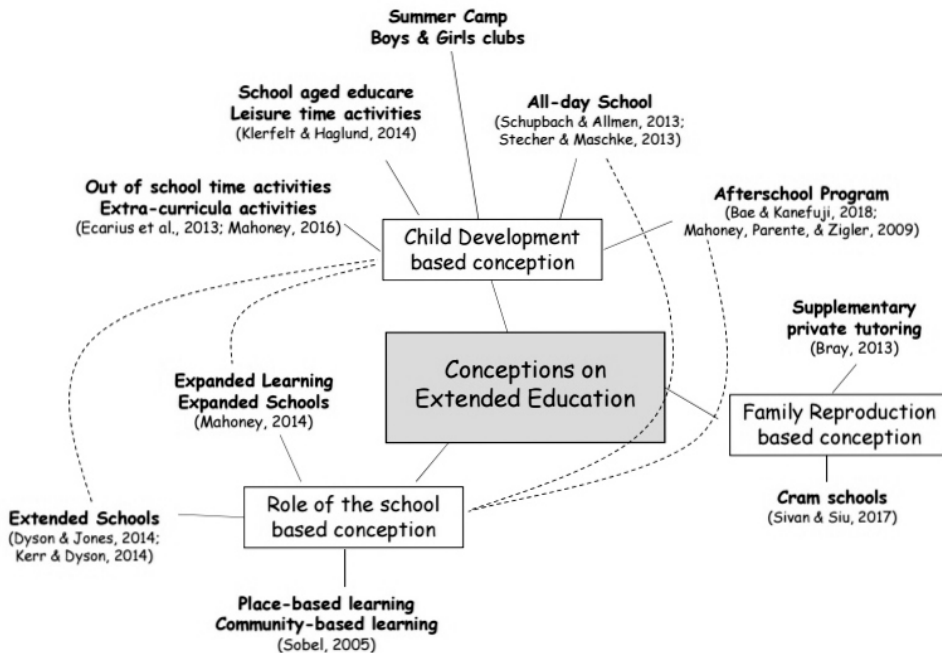 Summer Camp
Boys & Girls clubs
School aged educare
Leisure time activities
(Klerfelt & Haglund, 2014)
All-day School
(Schupbach & Allmen, 2013;
Stecher & Maschke, 2013)
Out of school time activities
Extra-curricula activities
(Ecarius et al., 2013; Mahoney, 2016)
Afterschool Program
(Bae & Kanefuji, 2018;
Mahoney, Parente, & Zigler, 2009)
Child Development
based conception
Supplementary
private tutoring
(Bray, 2013)
Conceptions on
Extended Education
Expanded Learning
Expanded Schools
(Mahoney, 2014)
Family Reproduction
based conception
Role of the school
based conception
Cram schools
(Sivan & Siu, 2017)
Extended Schools
(Dyson & Jones, 2014;
Kerr & Dyson, 2014)
Place-based learning
Community-based learning
(Sobel, 2005)